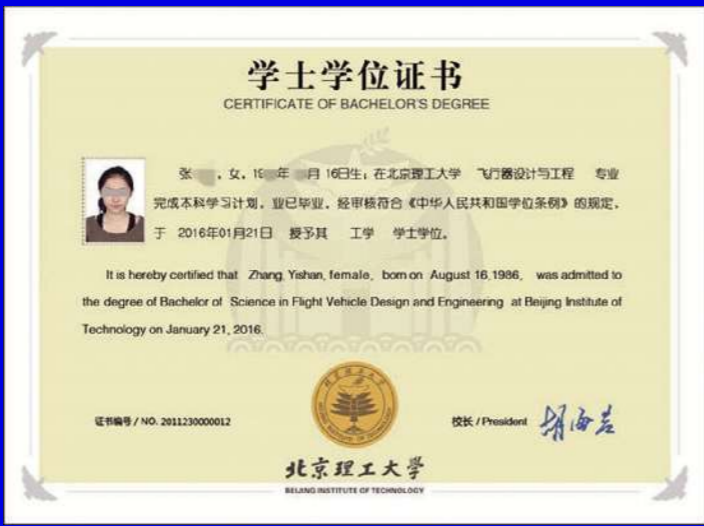 学士学位证书
CERTIFICATE OF BACHELOR'S DEGREE
张 ，女，19 年 月 16日生，在北京理工大学 飞行器设计与工程 专业
完成本科学习计划，业已毕业，经审核符合《中华人民共和国学位条例》的规定，
于 2016年01月21日 授予其 工学 学士学位。
It is hereby certified that Zhang, Yishan, female, born on August 16,1986, was admitted to
the degree of Bachelor of Science in Flight Vehicle Design and Engineering at Beijing Institute of
Technology on January 21, 2016.
证书编号 / NO. 2011230000012
校长 / President 胡海岩
北京理工大学
BEIJING INSTITUTE OF TECHNOLOGY